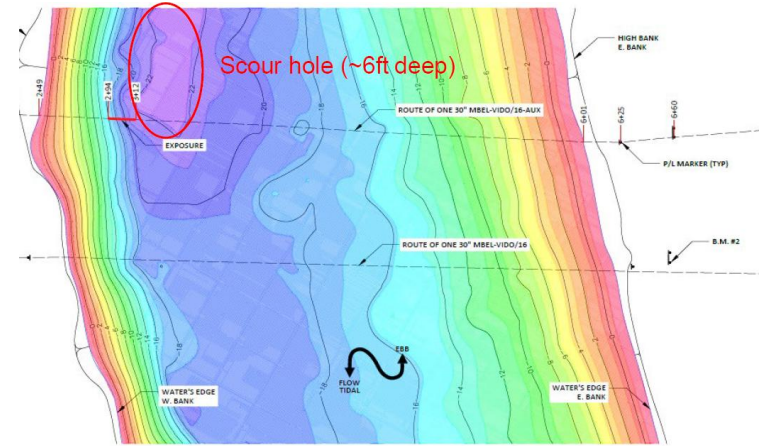 Scour hole (~6ft deep)
HIGH BANK
E. BANK
2+49
2+94
3+12
EXPOSURE
ROUTE OF ONE 30" MBEL-VIDO/16-AUX
6+01
6+25
6+60
P/L MARKER (TYP)
ROUTE OF ONE 30" MBEL-VIDO/16
B.M. #2
EBB
FLOW
TIDAL
WATER'S EDGE
W. BANK
WATER'S EDGE
E. BANK